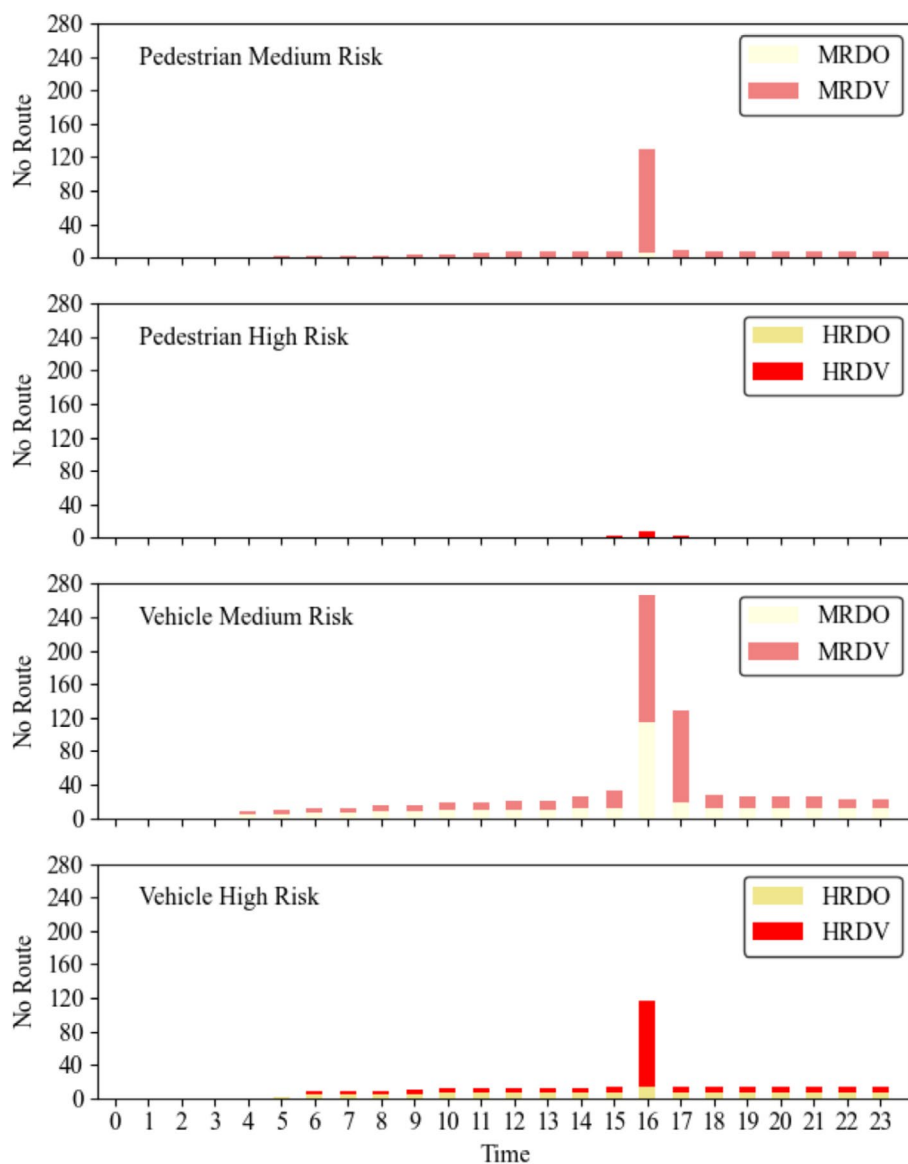 280
240
200
160
120
80
40
0
No Route
Pedestrian Medium Risk
MRDO
MRDV
280
240
200
160
120
80
40
0
No Route
Pedestrian High Risk
HRDO
HRDV
280
240
200
160
120
80
40
0
No Route
Vehicle Medium Risk
MRDO
MRDV
280
240
200
160
120
80
40
0
No Route
Vehicle High Risk
HRDO
HRDV
0 1 2 3 4 5 6 7 8 9 10 11 12 13 14 15 16 17 18 19 20 21 22 23
Time